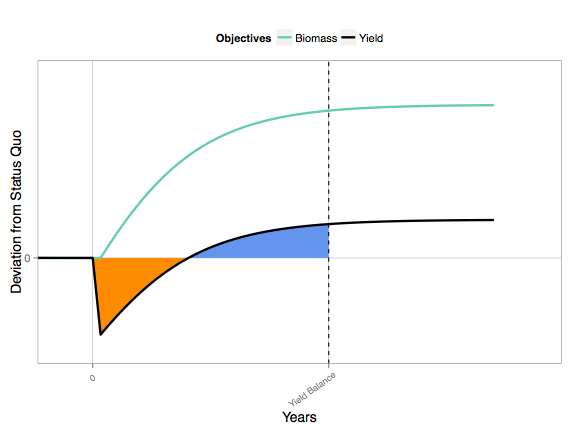 Objectives Biomass Yield
Deviation from Status Quo
0
0
Yield Balance
Years